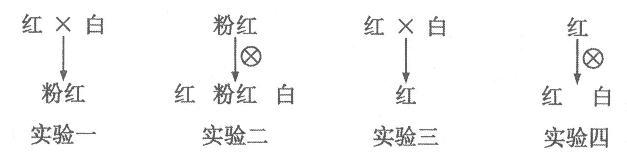 红 × 白 粉红 红 × 白 红
⊗ ⊗
粉红 红 粉红 白 红 红 白
实验一 实验二 实验三 实验四